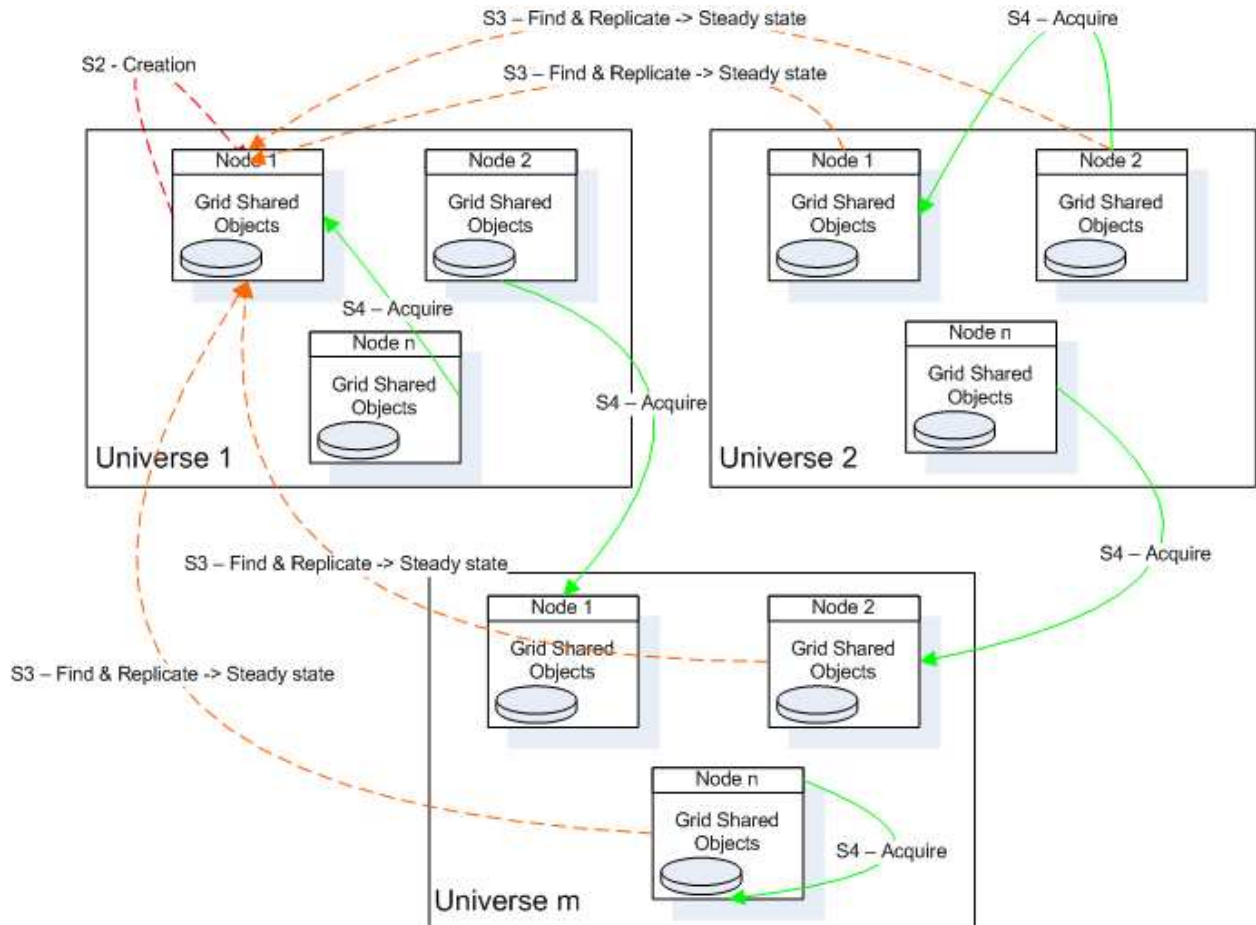 S3 – Find & Replicate -> Steady state
S4 – Acquire
S2 - Creation
S3 – Find & Replicate -> Steady state
Node 1
Grid Shared
Objects
Node 2
Grid Shared
Objects
S4 – Acquire
Node n
Grid Shared
Objects
Universe 1
Node 1
Grid Shared
Objects
Node 2
Grid Shared
Objects
Node n
Grid Shared
Objects
Universe 2
S4 – Acquire
S4 – Acquire
S3 – Find & Replicate -> Steady state
Node 1
Grid Shared
Objects
Node 2
Grid Shared
Objects
S3 – Find & Replicate -> Steady state
Node n
Grid Shared
Objects
S4 – Acquire
Universe m